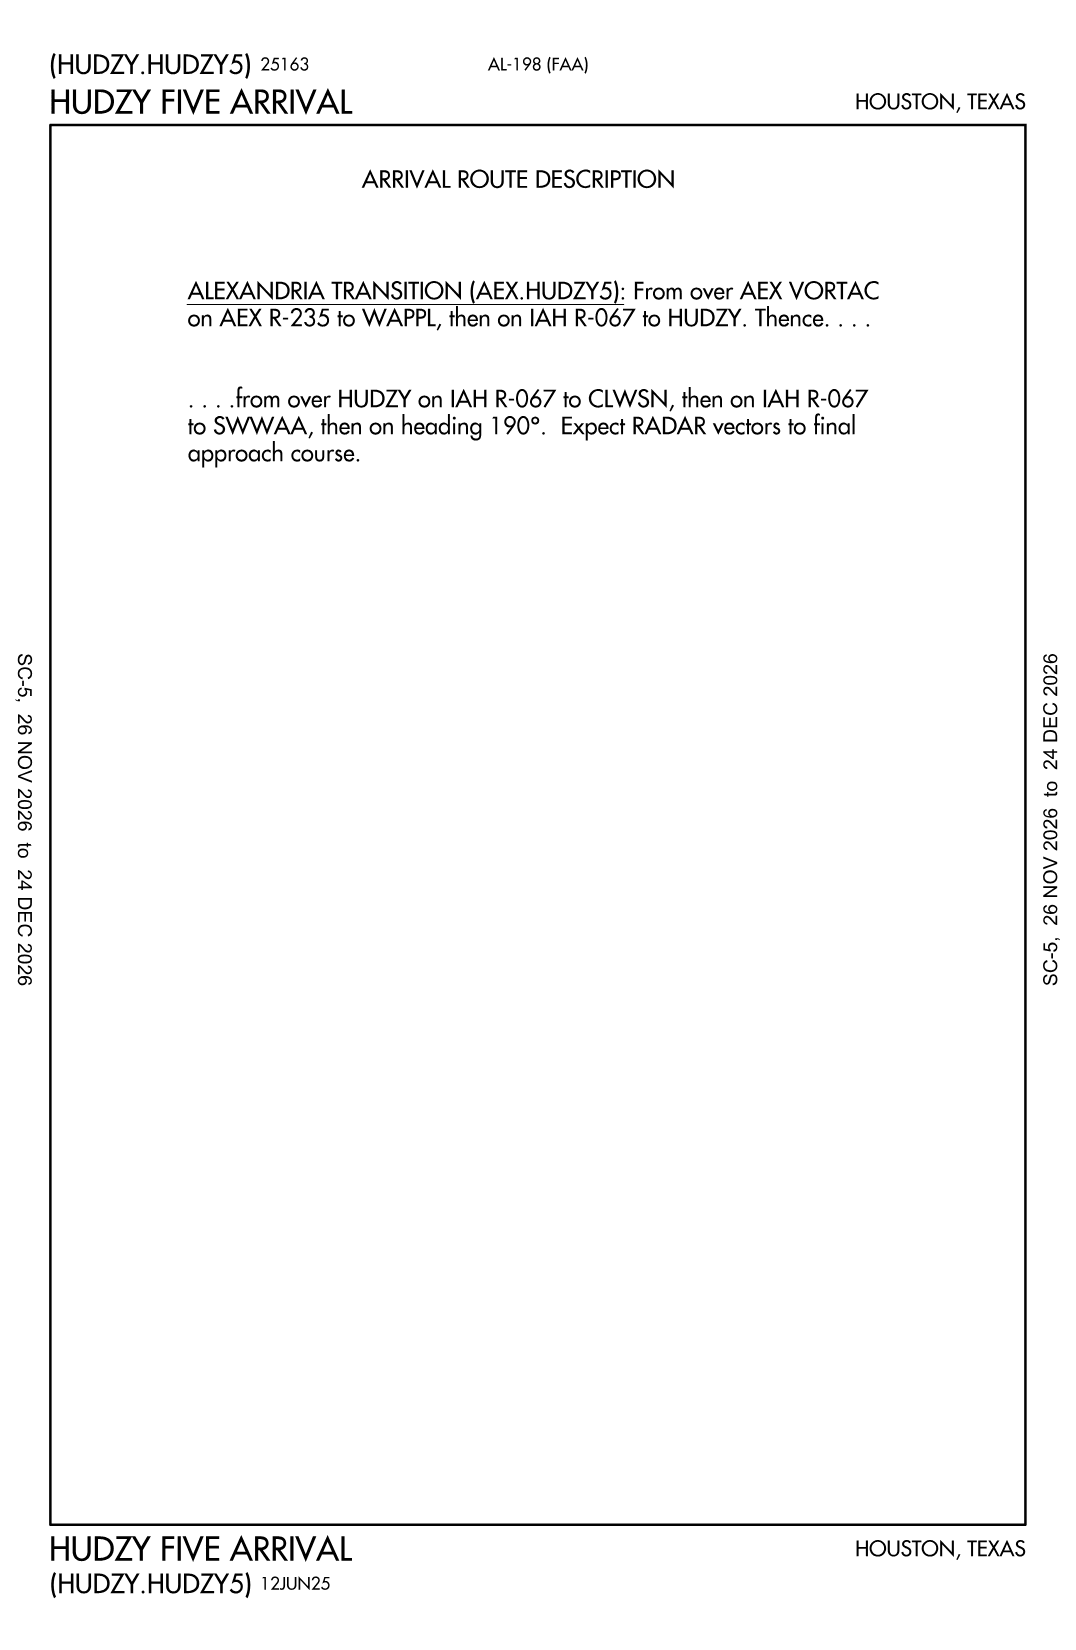 (HUDZY.HUDZY5) 25163
AL-198 (FAA)
HUDZY FIVE ARRIVAL
HOUSTON, TEXAS
ARRIVAL ROUTE DESCRIPTION
ALEXANDRIA TRANSITION (AEX.HUDZY5): From over AEX VORTAC
on AEX R-235 to WAPPL, then on IAH R-067 to HUDZY. Thence. . . .
. . . .from over HUDZY on IAH R-067 to CLWSN, then on IAH R-067
to SWWAA, then on heading 190°. Expect RADAR vectors to final
approach course.
SC-5, 26 NOV 2026 to 24 DEC 2026
SC-5, 26 NOV 2026 to 24 DEC 2026
HUDZY FIVE ARRIVAL
HOUSTON, TEXAS
(HUDZY.HUDZY5) 12JUN25